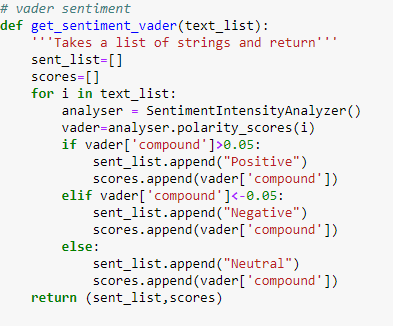 # vader sentiment
def get_sentiment_vader(text_list):
    '''Takes a list of strings and return'''
    sent_list=[]
    scores=[]
    for i in text_list:
        analyser = SentimentIntensityAnalyzer()
        vader=analyser.polarity_scores(i)
        if vader['compound']>0.05:
            sent_list.append("Positive")
            scores.append(vader['compound'])
        elif vader['compound']<-0.05:
            sent_list.append("Negative")
            scores.append(vader['compound'])
        else:
            sent_list.append("Neutral")
            scores.append(vader['compound'])
    return (sent_list,scores)